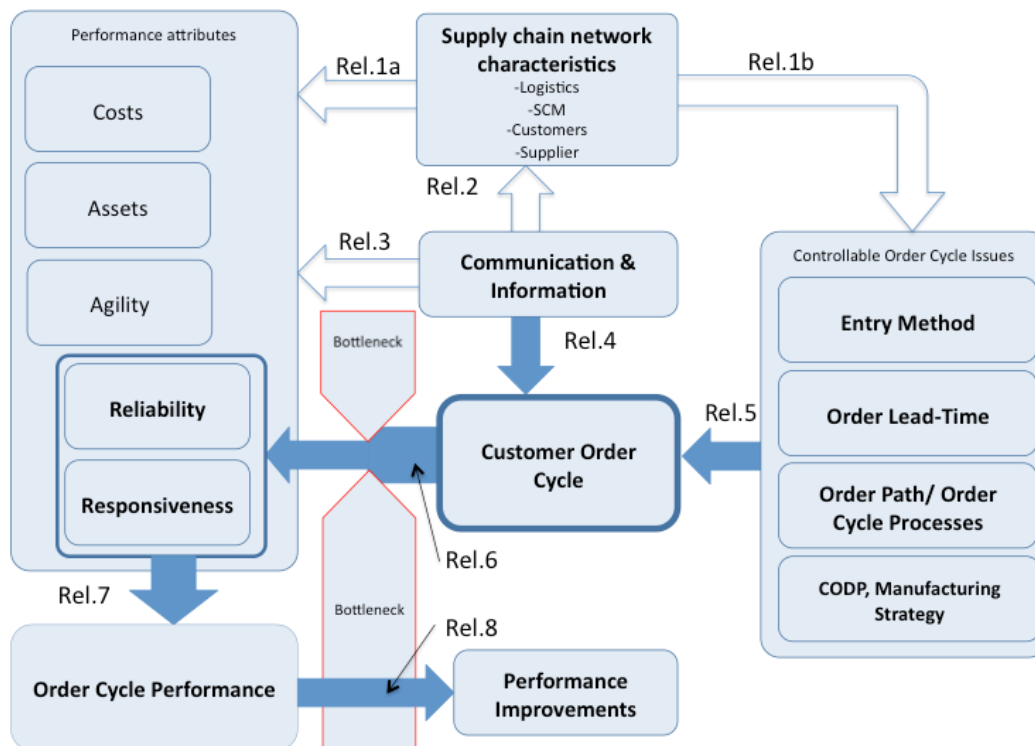 Performance attributes
Costs
Assets
Agility
Reliability
Responsiveness
Rel.1a
Supply chain network
characteristics
-Logistics
-SCM
-Customers
-Supplier
Rel.1b
Rel.2
Rel.3
Communication &
Information
Rel.4
Bottleneck
Customer Order
Cycle
Rel.5
Controllable Order Cycle Issues
Entry Method
Order Lead-Time
Order Path/ Order
Cycle Processes
CODP, Manufacturing
Strategy
Rel.6
Rel.7
Bottleneck
Rel.8
Order Cycle Performance
Performance
Improvements